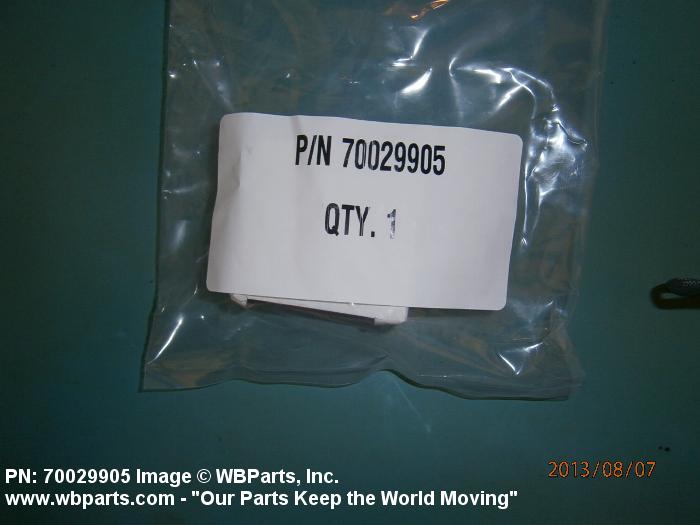 P/N 70029905
QTY. 1
2013/08/07
PN: 70029905 Image © WBParts, Inc.
www.wbparts.com - "Our Parts Keep the World Moving"